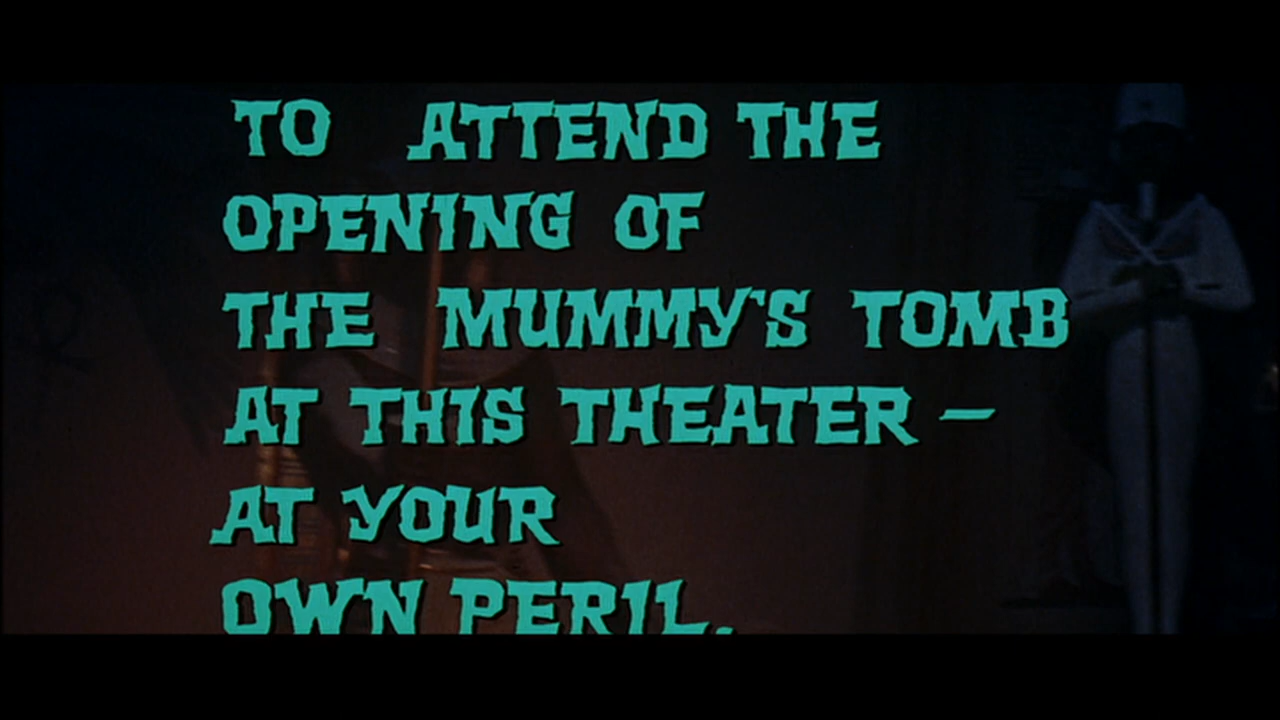 TO ATTEND THE
OPENING OF
THE MUMMY'S TOMB
AT THIS THEATER –
AT YOUR
OWN PERIL.